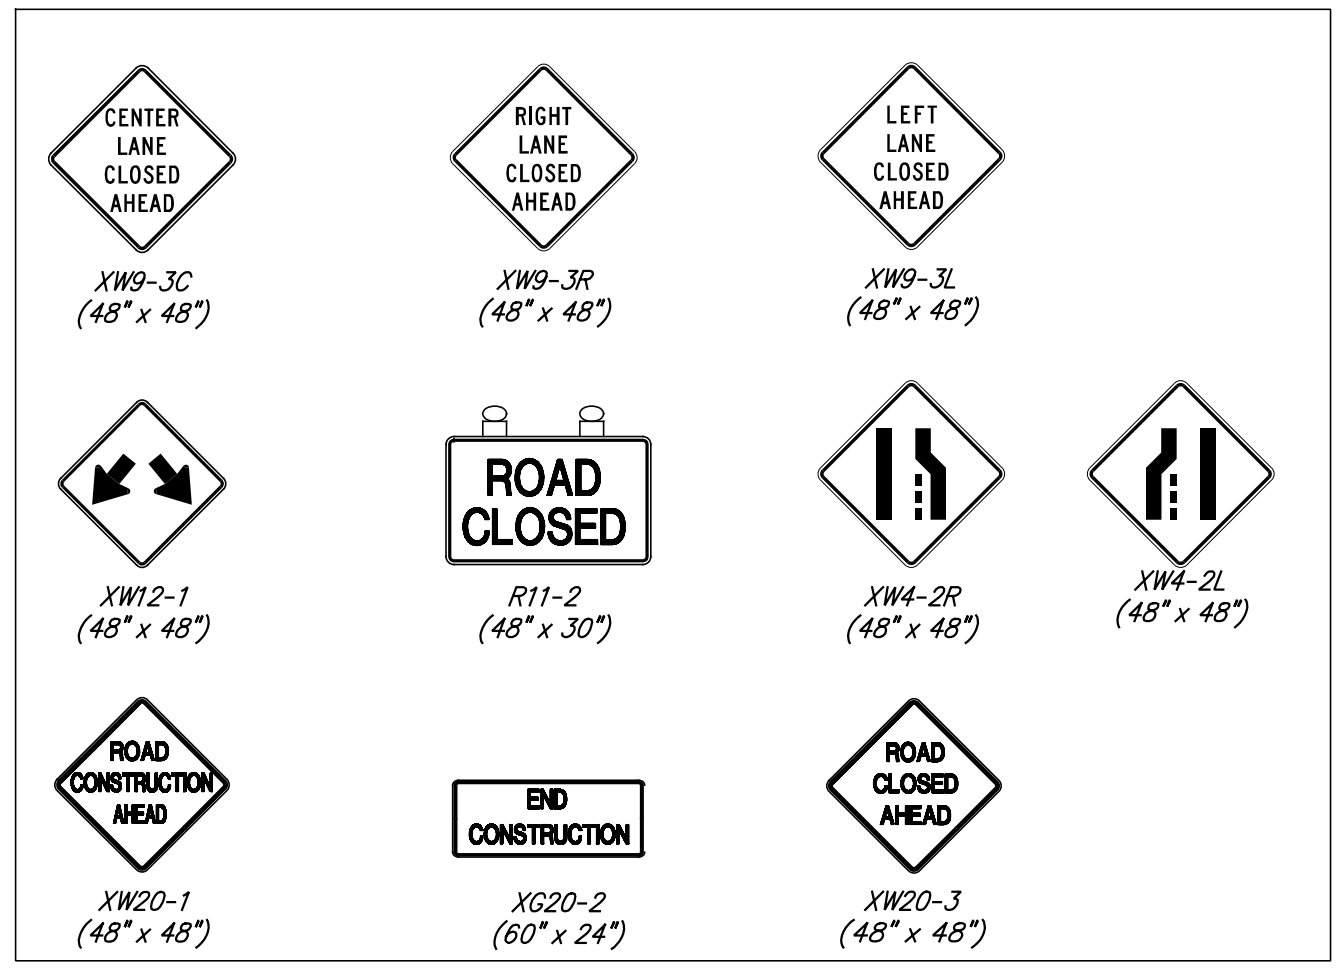 CENTER
LANE
CLOSED
AHEAD
XW9-3C
(48" x 48")
RIGHT
LANE
CLOSED
AHEAD
XW9-3R
(48" x 48")
LEFT
LANE
CLOSED
AHEAD
XW9-3L
(48" x 48")
XW12-1
(48" x 48")
ROAD
CLOSED
R11-2
(48" x 30")
XW4-2R
(48" x 48")
XW4-2L
(48" x 48")
ROAD
CONSTRUCTION
AHEAD
XW20-1
(48" x 48")
END
CONSTRUCTION
XG20-2
(60" x 24")
ROAD
CLOSED
AHEAD
XW20-3
(48" x 48")